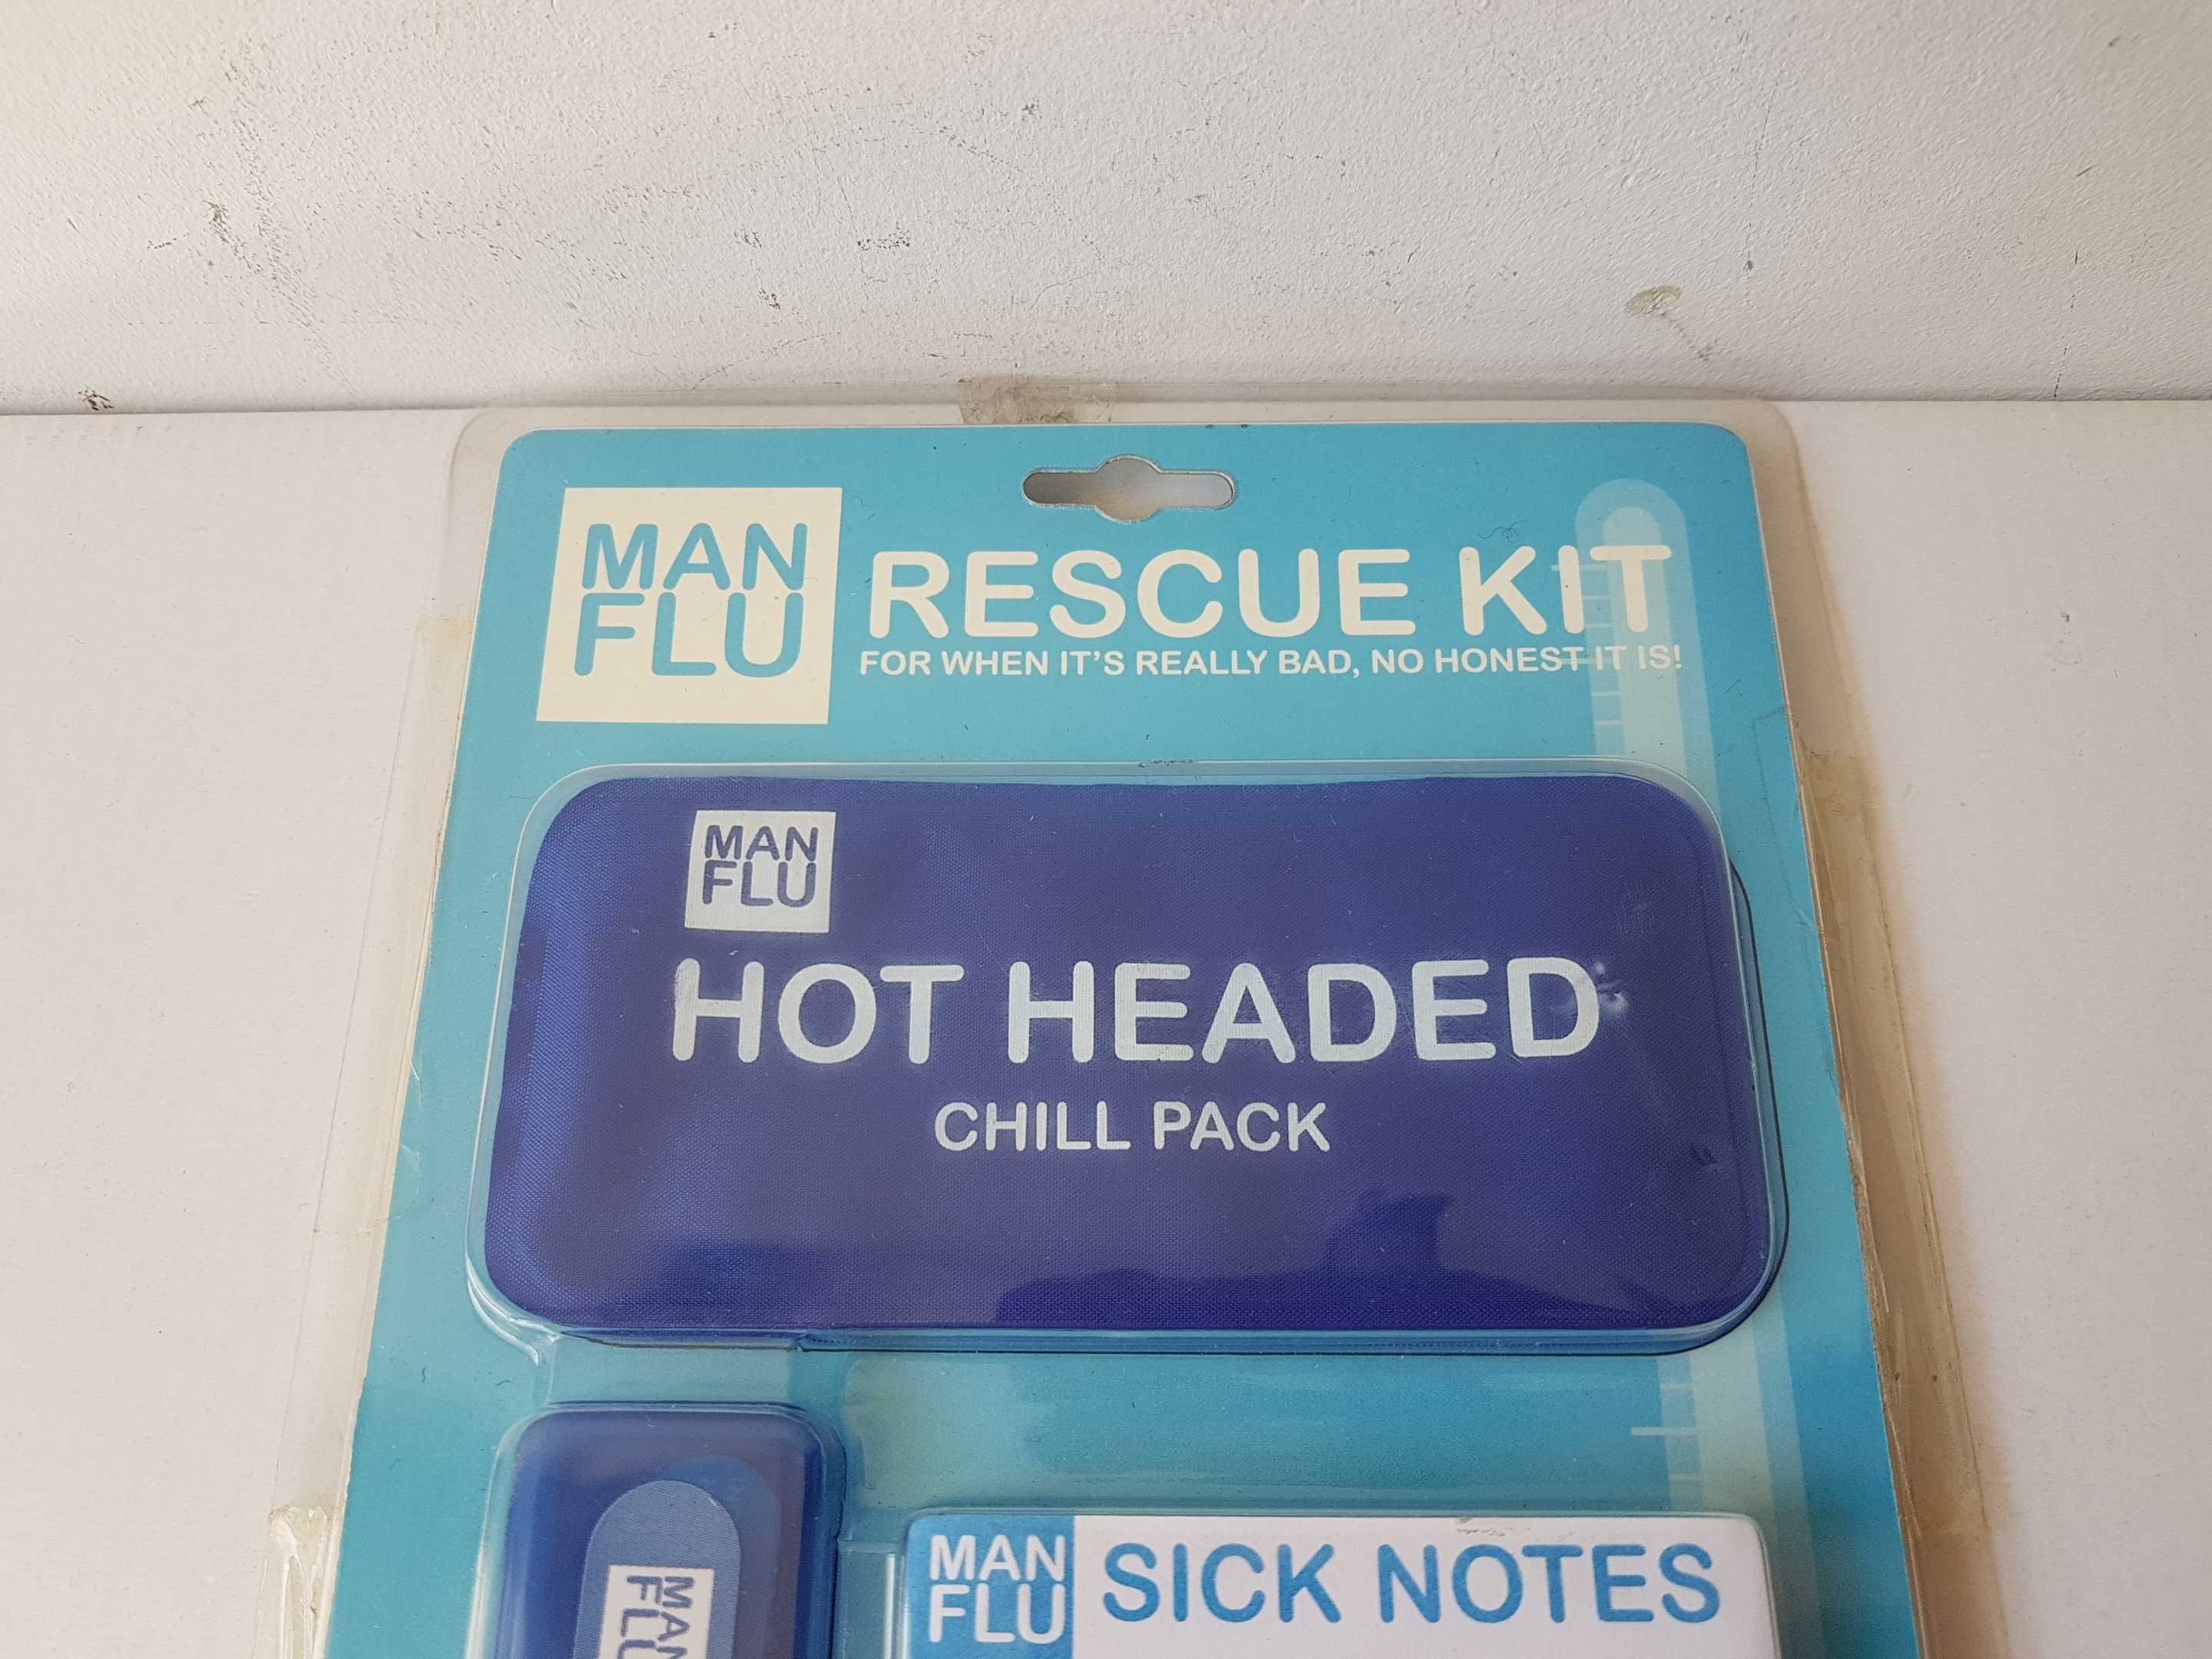 MAN
FLU
RESCUE KIT
FOR WHEN IT'S REALLY BAD, NO HONEST IT IS!
MAN
FLU
HOT HEADED
CHILL PACK
MAN
FLU
MAN
FLU
SICK NOTES